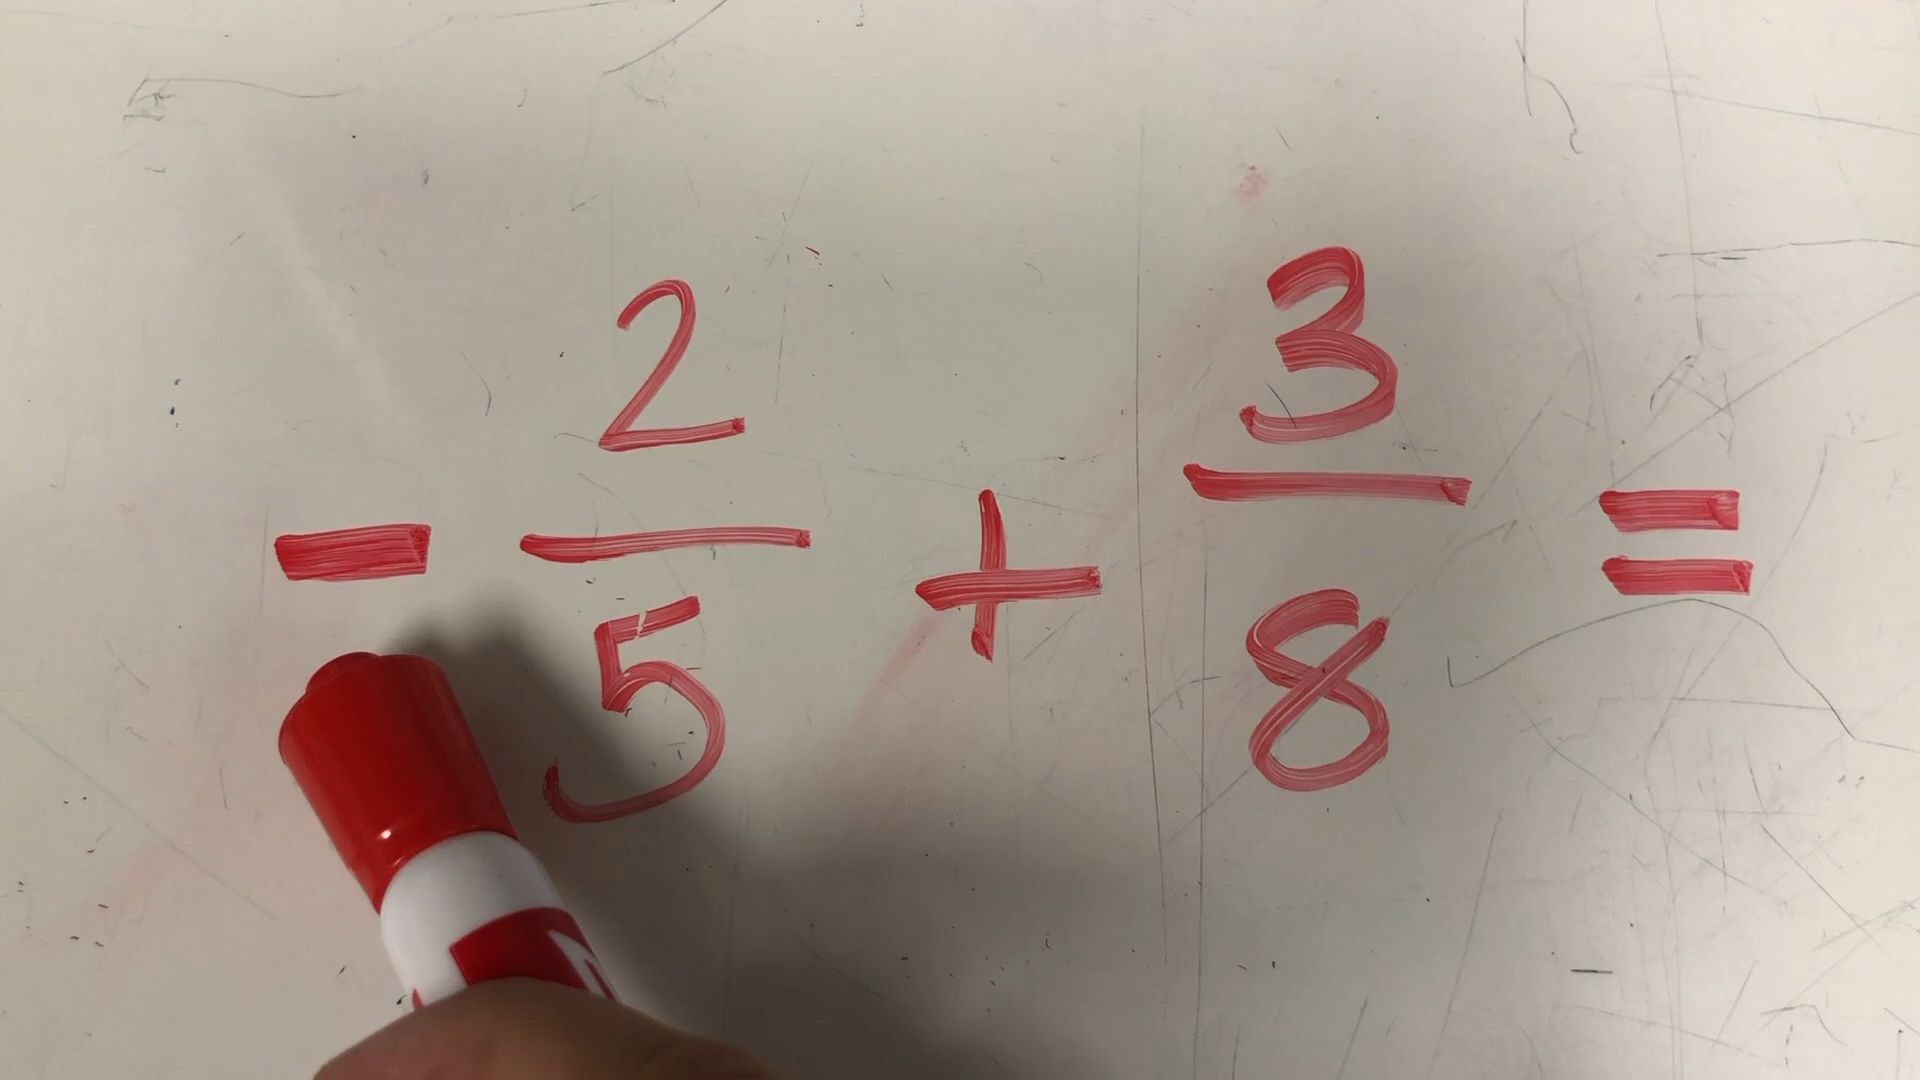 - 2/5 + 3/8 =